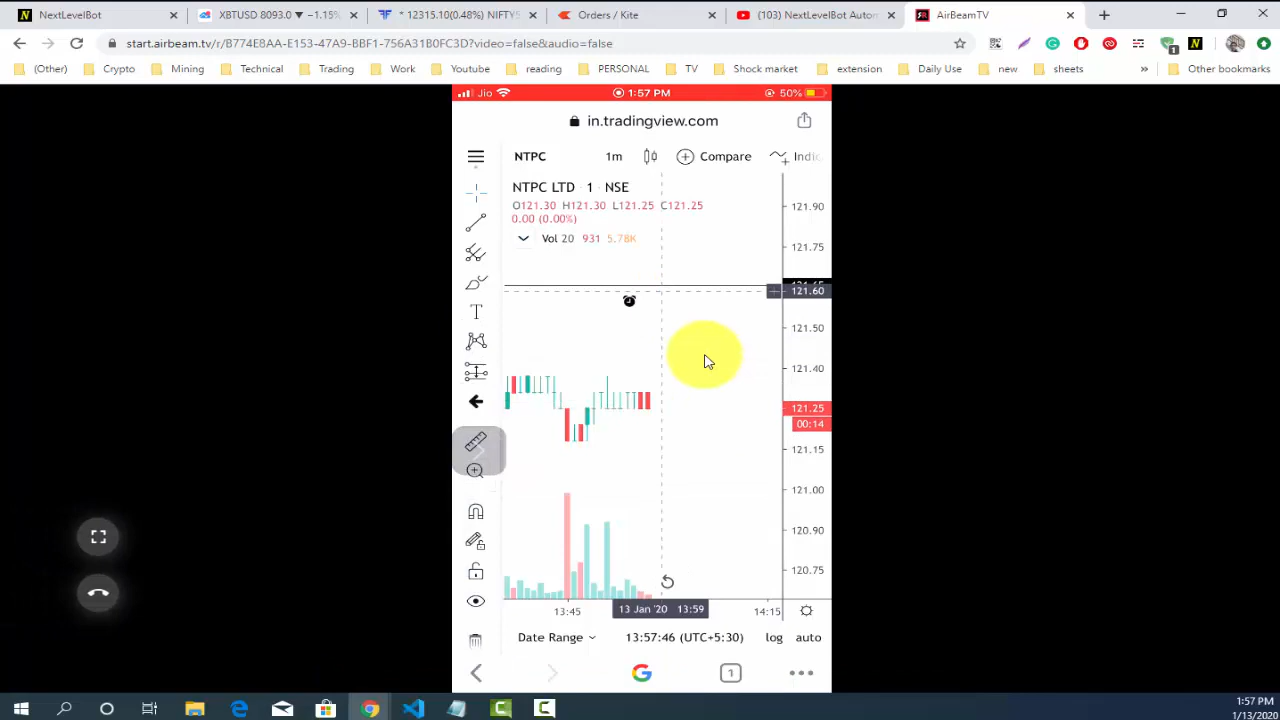 NextLevelBot
XBTUSD 8093.0 ▼ −1.15%
* 12315.10(0.48%) NIFTY5
Orders / Kite
(103) NextLevelBot Autom
AirBeamTV
start.airbeam.tv/r/B774E8AA-E153-47A9-DBF1-756A31B0FC3D?video=false&audio=false
(Other)
Crypto
Mining
Technical
Trading
Work
Youtube
reading
PERSONAL
TV
Shock market
extension
Daily Use
new
sheets
»
Other bookmarks
Jio
1:57 PM
50%
in.tradingview.com
NTPC
1m
Compare
Indic
NTPC LTD · 1 · NSE
O121.30 H121.30 L121.25 C121.25
0.00 (0.00%)
Vol 20 931 5.78K
121.90
121.75
121.60
121.50
121.40
121.25
00:14
121.15
121.00
120.90
120.75
13:45
13 Jan '20 13:59
14:15
Date Range
13:57:46 (UTC+5:30)
log
auto
1
1:57 PM
1/13/2020